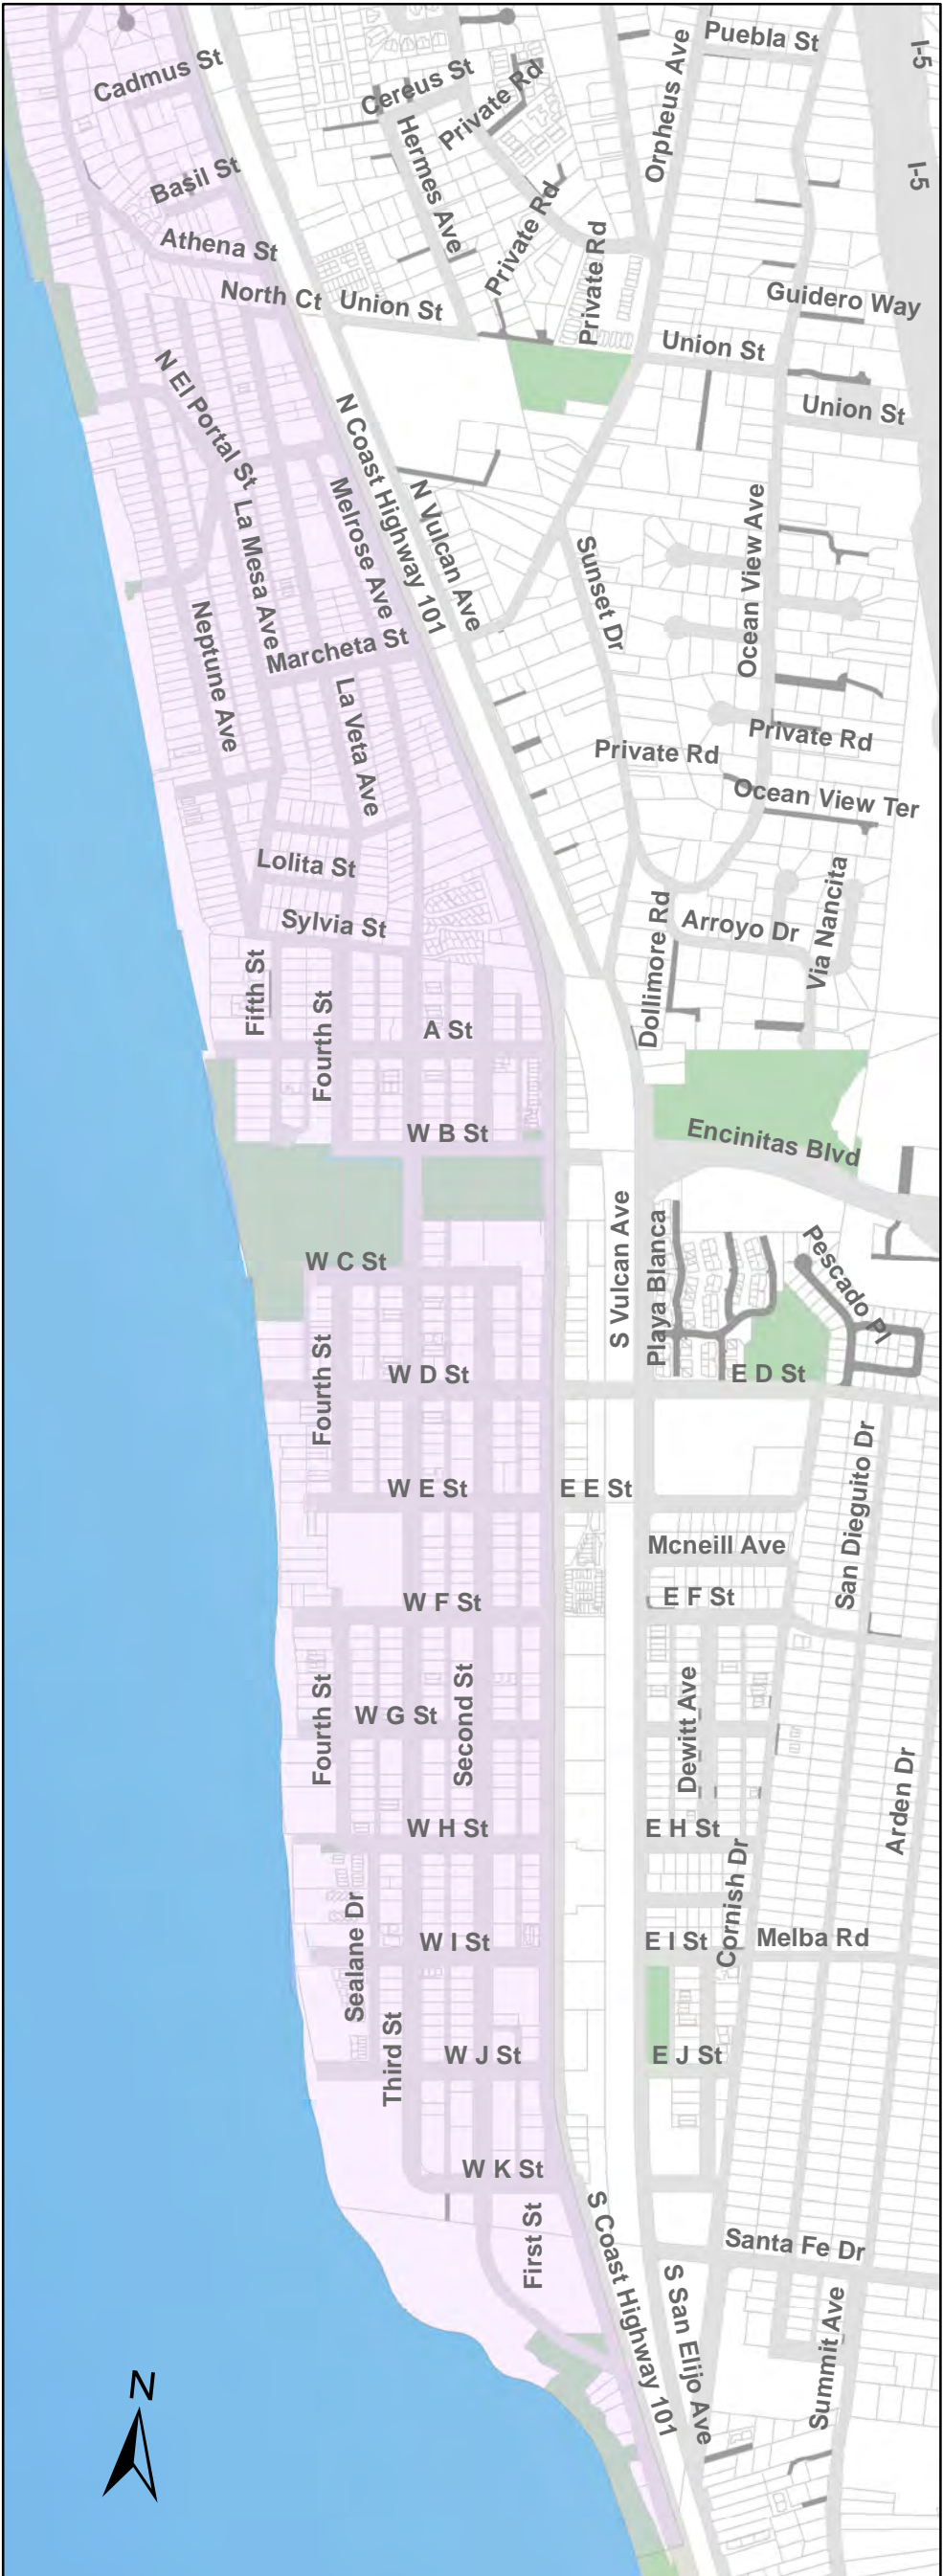 Puebla St
I-5
Cadmus St
Cereus St
Private Rd
Orpheus Ave
Hermes Ave
I-5
Basil St
Athena St
Private Rd
Private Rd
North Ct
Union St
Guidero Way
Union St
Union St
N El Portal St
N Coast Highway 101
N Vulcan Ave
La Mesa Ave
Melrose Ave
Sunset Dr
Ocean View Ave
Neptune Ave
Marcheta St
La Veta Ave
Private Rd
Private Rd
Ocean View Ter
Lolita St
Sylvia St
Dollimore Rd
Arroyo Dr
Via Nancita
Fifth St
Fourth St
A St
W B St
Encinitas Blvd
S Vulcan Ave
Playa Blanca
Pescado Pl
W C St
Fourth St
W D St
E D St
W E St
E E St
San Dieguito Dr
Mcneill Ave
W F St
E F St
Fourth St
W G St
Second St
Dewitt Ave
Arden Dr
W H St
E H St
Cornish Dr
Sealane Dr
W I St
E I St
Melba Rd
Third St
W J St
E J St
W K St
First St
S Coast Highway 101
Santa Fe Dr
S San Elijo Ave
Summit Ave
N